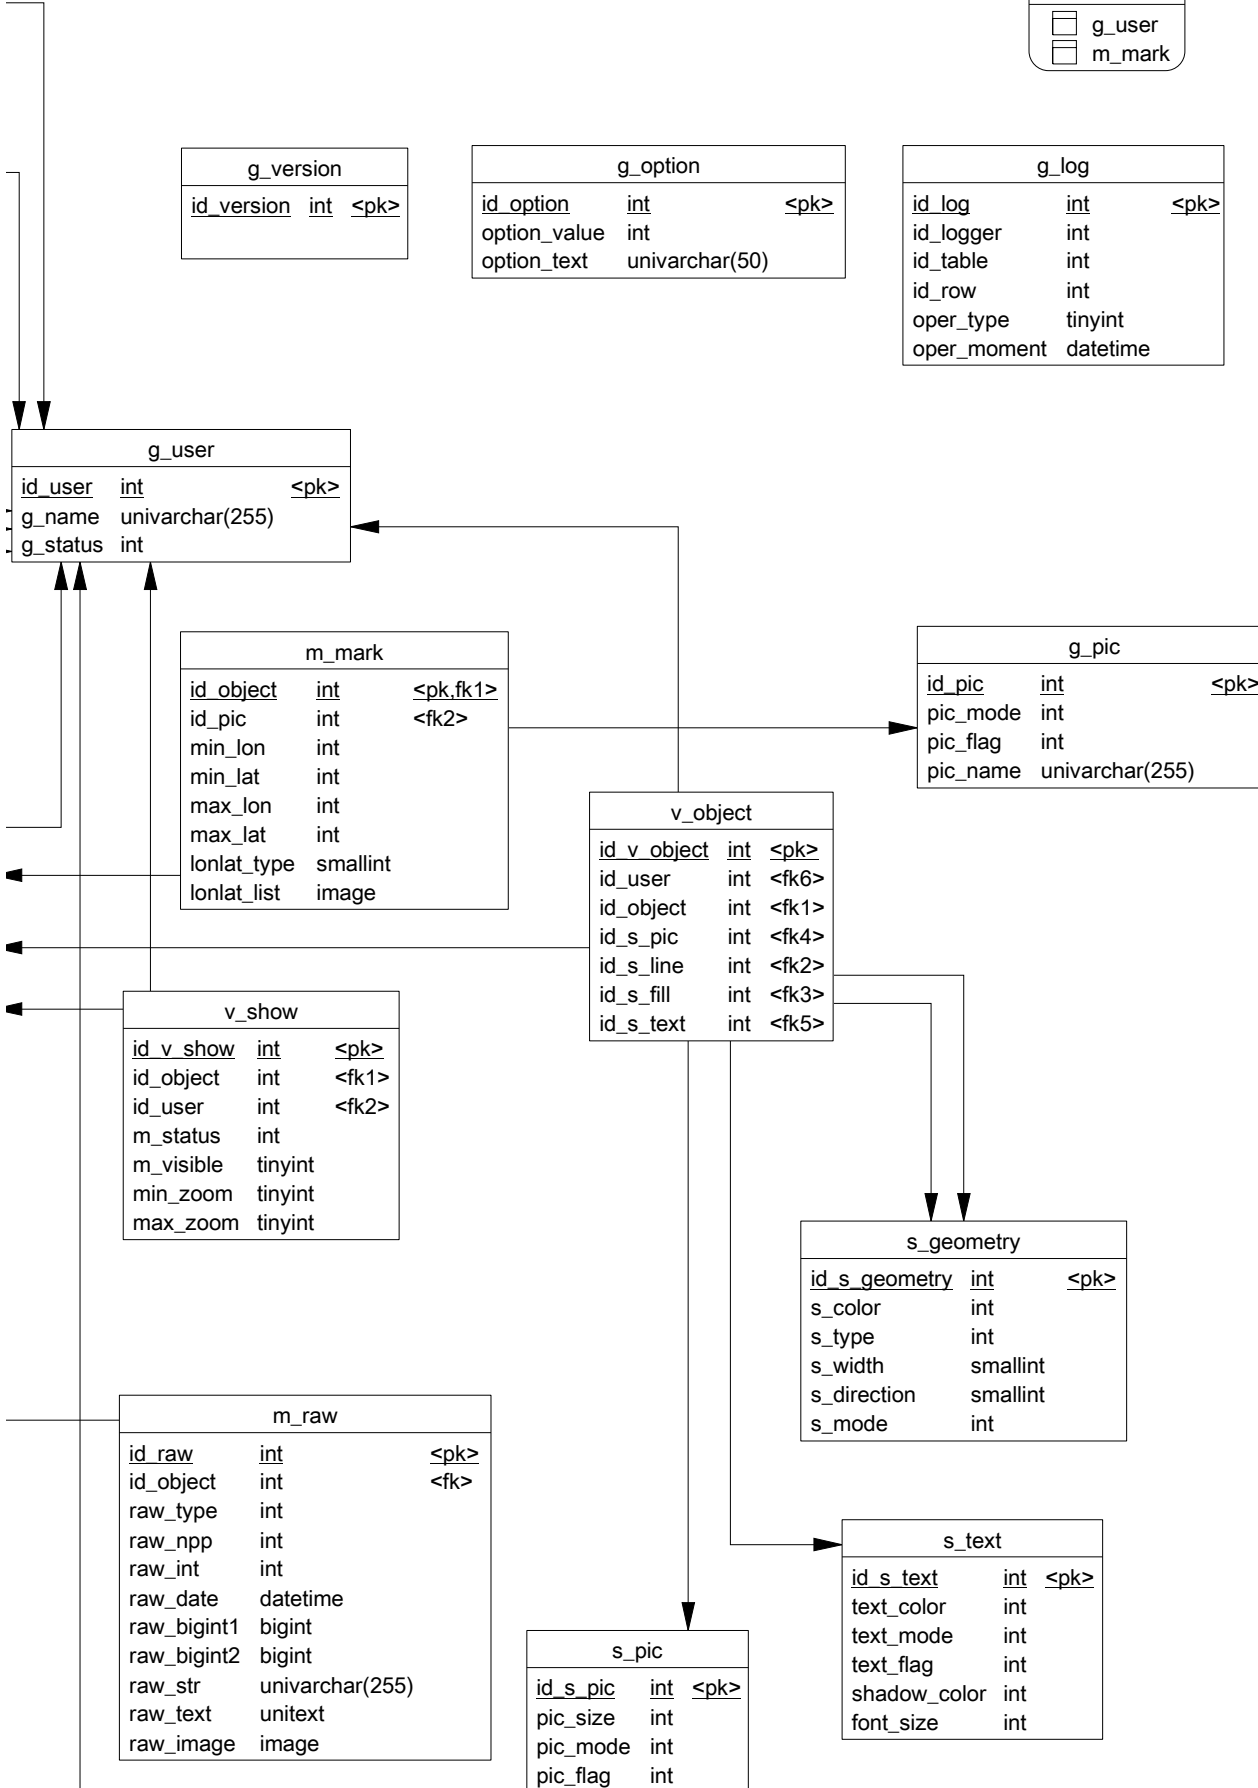 g_user
m_mark
g_version
id_version int <pk>
g_option
id_option int <pk>
option_value int
option_text univarchar(50)
g_log
id_log int <pk>
id_logger int
id_table int
id_row int
oper_type tinyint
oper_moment datetime
g_user
id_user int <pk>
g_name univarchar(255)
g_status int
m_mark
id_object int <pk,fk1>
id_pic int <fk2>
min_lon int
min_lat int
max_lon int
max_lat int
lonlat_type smallint
lonlat_list image
g_pic
id_pic int <pk>
pic_mode int
pic_flag int
pic_name univarchar(255)
v_object
id_v_object int <pk>
id_user int <fk6>
id_object int <fk1>
id_s_pic int <fk4>
id_s_line int <fk2>
id_s_fill int <fk3>
id_s_text int <fk5>
v_show
id_v_show int <pk>
id_object int <fk1>
id_user int <fk2>
m_status int
m_visible tinyint
min_zoom tinyint
max_zoom tinyint
s_geometry
id_s_geometry int <pk>
s_color int
s_type int
s_width smallint
s_direction smallint
s_mode int
m_raw
id_raw int <pk>
id_object int <fk>
raw_type int
raw_npp int
raw_int int
raw_date datetime
raw_bigint1 bigint
raw_bigint2 bigint
raw_str univarchar(255)
raw_text unitext
raw_image image
s_text
id_s_text int <pk>
text_color int
text_mode int
text_flag int
shadow_color int
font_size int
s_pic
id_s_pic int <pk>
pic_size int
pic_mode int
pic_flag int